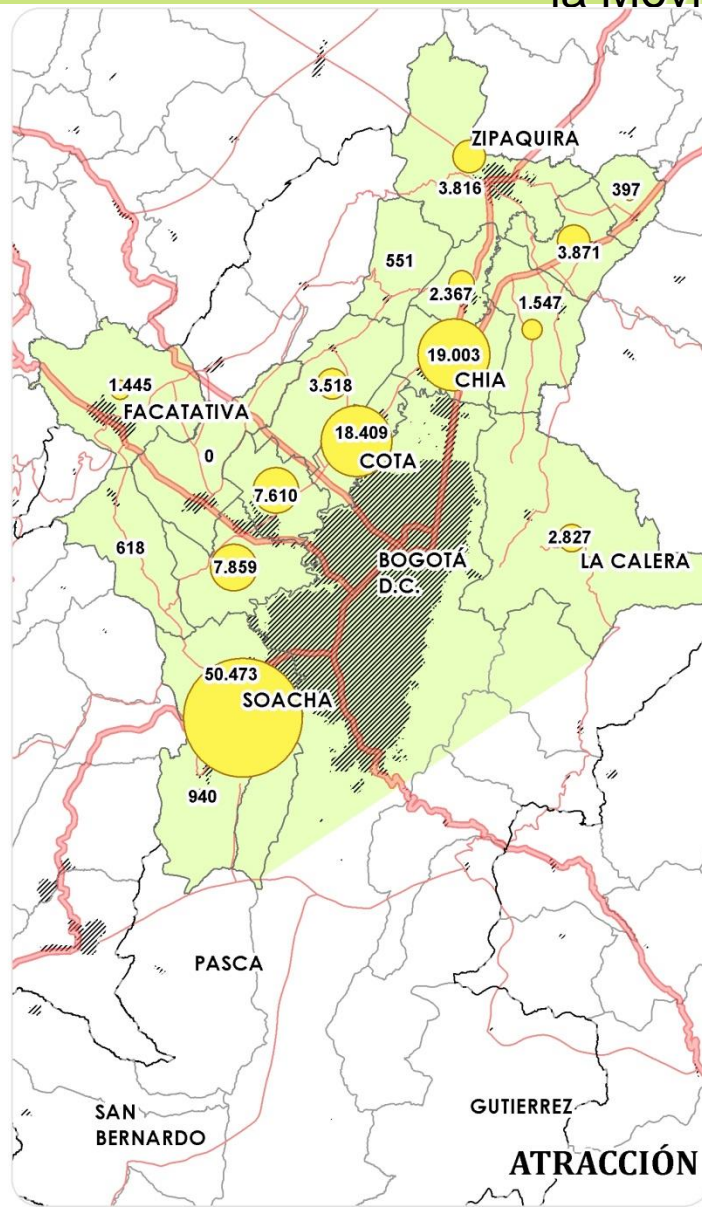 ZIPAQUIRA
3.816
397
3.871
551
2.367
1.547
19.003
CHIA
1.445
FACATATIVA
3.518
18.409
COTA
0
7.610
618
7.859
BOGOTÁ
D.C.
2.827
LA CALERA
50.473
SOACHA
940
PASCA
SAN
BERNARDO
GUTIERREZ
ATRACCIÓN